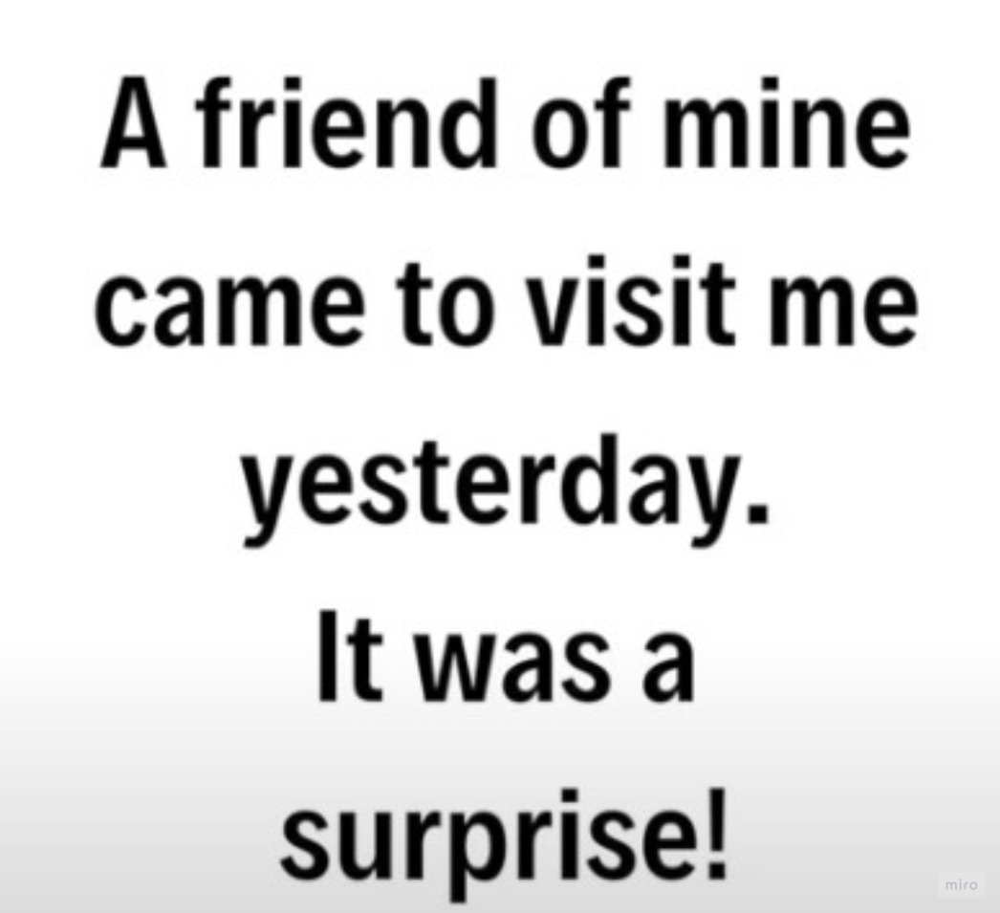 A friend of mine
came to visit me
yesterday.
It was a
surprise!
miro